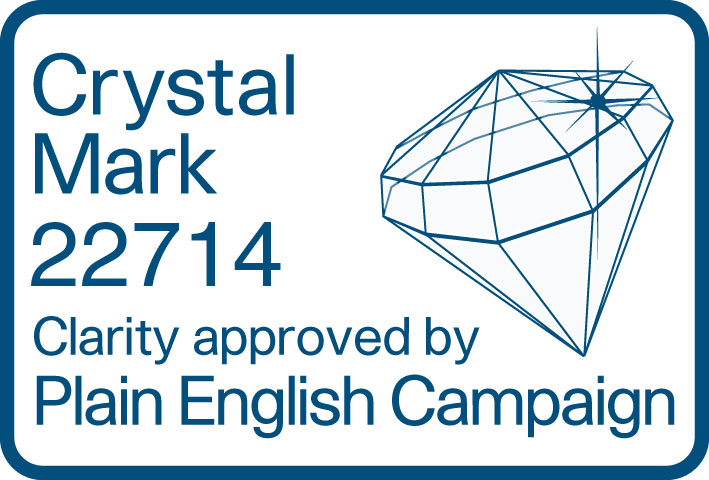 Crystal
Mark
22714
Clarity approved by
Plain English Campaign